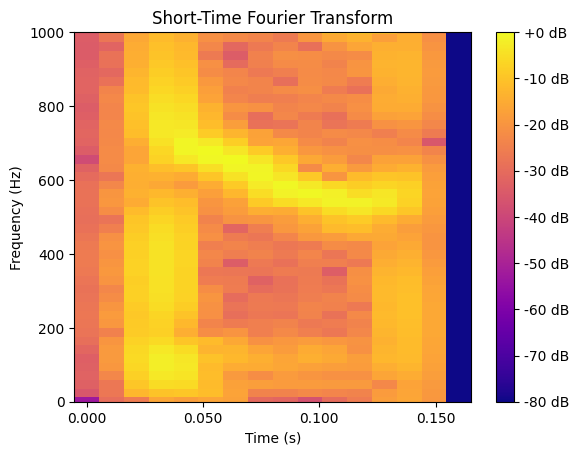 Short-Time Fourier Transform
Frequency (Hz)
1000
800
600
400
200
0
0.000
0.050
0.100
0.150
Time (s)
+0 dB
-10 dB
-20 dB
-30 dB
-40 dB
-50 dB
-60 dB
-70 dB
-80 dB